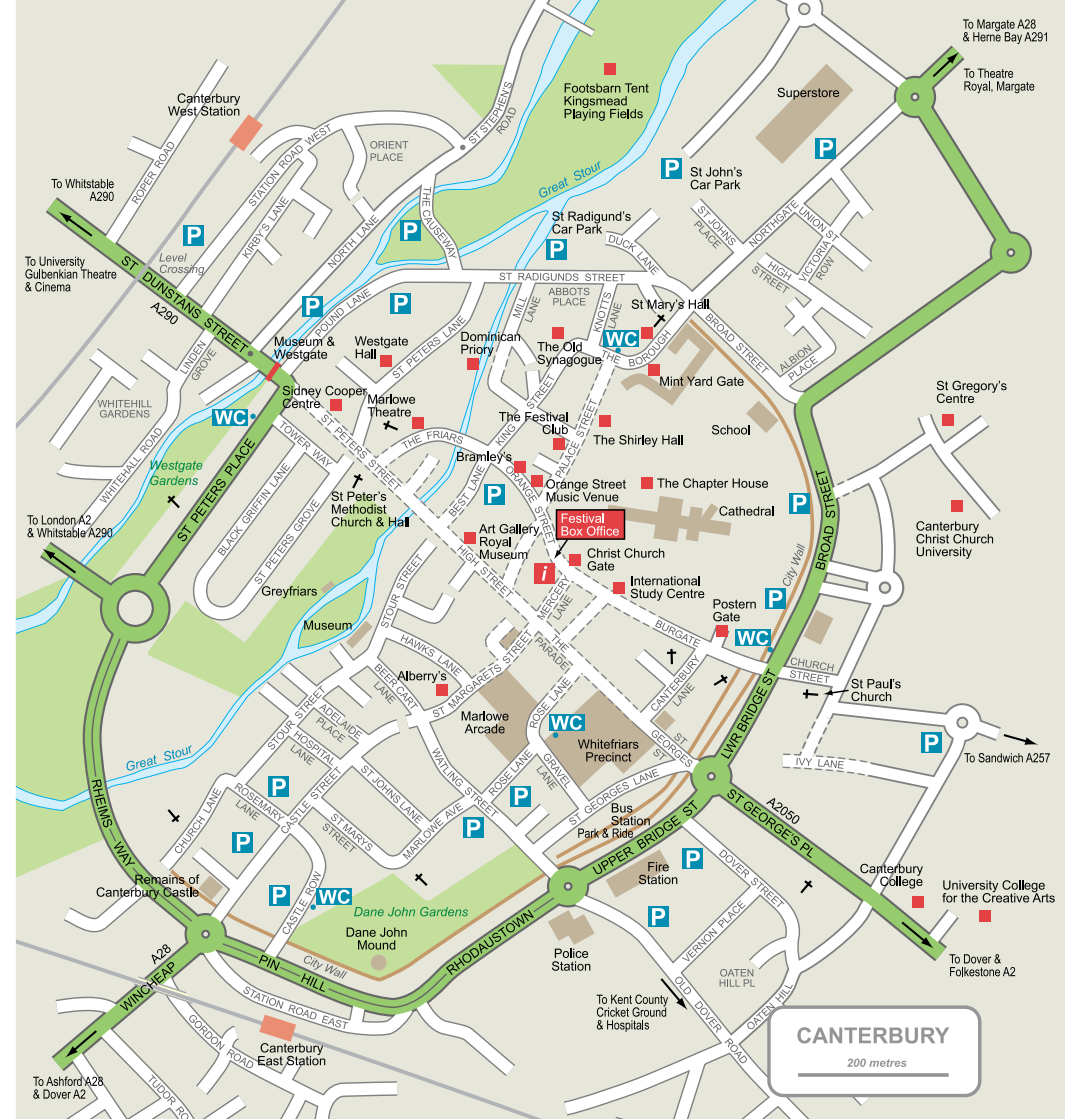 To Margate A28
& Herne Bay A291
To Theatre
Royal, Margate
Footsbarn Tent
Kingsmead
Playing Fields
Superstore
Canterbury
West Station
ST STEPHEN'S
ROAD
ORIENT
PLACE
STATION ROAD WEST
ROPER ROAD
KIRBY'S LANE
NORTH LANE
THE CAUSEWAY
Great Stour
P
P
St John's
Car Park
ST JOHNS
PLACE
NORTHGATE
UNION ST
VICTORIA
ROW
HIGH
STREET
To Whitstable
A290
To University
Gulbenkian Theatre
& Cinema
P
Level
Crossing
ST DUNSTANS STREET
A290
P
St Radigund's
Car Park
P
DUCK LANE
ST RADIGUNDS STREET
ABBOTS
PLACE
MILL
LANE
KNOTTS
LANE
St Mary's Hall
P
P
POUND LANE
LINDEN
GROVE
Museum &
Westgate
Westgate
Hall
ST PETERS LANE
Dominican
Priory
The Old
Synagogue
WC
THE BOROUGH
BROAD STREET
ALBION
PLACE
Mint Yard Gate
WHITEHILL
GARDENS
WHITEHALL ROAD
WC
Sidney Cooper
Centre
Marlowe
Theatre
ST PETERS STREET
THE FRIARS
KING STREET
The Festival
Club
PALACE STREET
The Shirley Hall
School
St Gregory's
Centre
Westgate
Gardens
ST PETERS PLACE
TOWER WAY
BLACK GRIFFIN LANE
ST PETERS GROVE
St Peter's
Methodist
Church & Hall
Bramley's
BEST LANE
P
ORANGE STREET
Orange Street
Music Venue
The Chapter House
Cathedral
P
BROAD STREET
City Wall
Canterbury
Christ Church
University
To London A2
& Whitstable A290
Art Gallery
Royal
Museum
HIGH STREET
Festival
Box Office
i
Christ Church
Gate
MERCERY
LANE
International
Study Centre
Postern
Gate
P
WC
BURGATE
Greyfriars
Museum
STOUR STREET
HAWKS LANE
BEER CART
LANE
ST MARGARETS STREET
THE
PARADE
CANTERBURY
LANE
CHURCH
STREET
St Paul's
Church
Alberry's
Marlowe
Arcade
ROSE LANE
WC
Whitefriars
Precinct
ST
GEORGES
ST
LWR BRIDGE ST
IVY LANE
P
To Sandwich A257
Great Stour
STOUR STREET
ADELAIDE
PLACE
HOSPITAL
LANE
CASTLE STREET
ROSEMARY
LANE
CHURCH LANE
ST JOHNS LANE
WATLING STREET
ROSE LANE
GRAVEL
LANE
ST GEORGES LANE
P
P
P
P
ST MARYS
STREET
MARLOWE AVE
Bus
Station
Park & Ride
UPPER BRIDGE ST
ST GEORGE'S PL
A2050
RHEIMS WAY
Remains of
Canterbury Castle
P
WC
CASTLE ROW
Dane John Gardens
Dane John
Mound
City Wall
Fire
Station
P
P
DOVER STREET
VERNON PLACE
Canterbury
College
University College
for the Creative Arts
RHODAUSTOWN
Police
Station
A28
WINCHEAP
PIN HILL
STATION ROAD EAST
GORDON ROAD
Canterbury
East Station
OATEN
HILL PL
OATEN HILL
OLD DOVER ROAD
To Kent County
Cricket Ground
& Hospitals
To Dover &
Folkestone A2
To Ashford A28
& Dover A2
TUDOR RO
CANTERBURY
200 metres